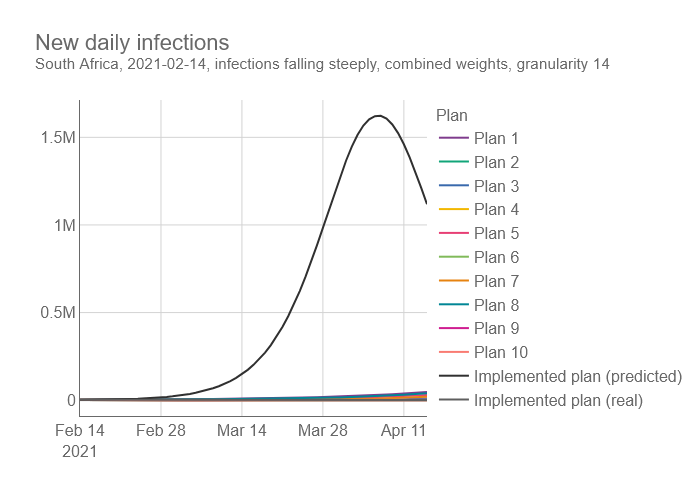 New daily infections
South Africa, 2021-02-14, infections falling steeply, combined weights, granularity 14
Plan
Plan 1
Plan 2
Plan 3
Plan 4
Plan 5
Plan 6
Plan 7
Plan 8
Plan 9
Plan 10
Implemented plan (predicted)
Implemented plan (real)
1.5M
1M
0.5M
0
Feb 14 Feb 28 Mar 14 Mar 28 Apr 11
2021